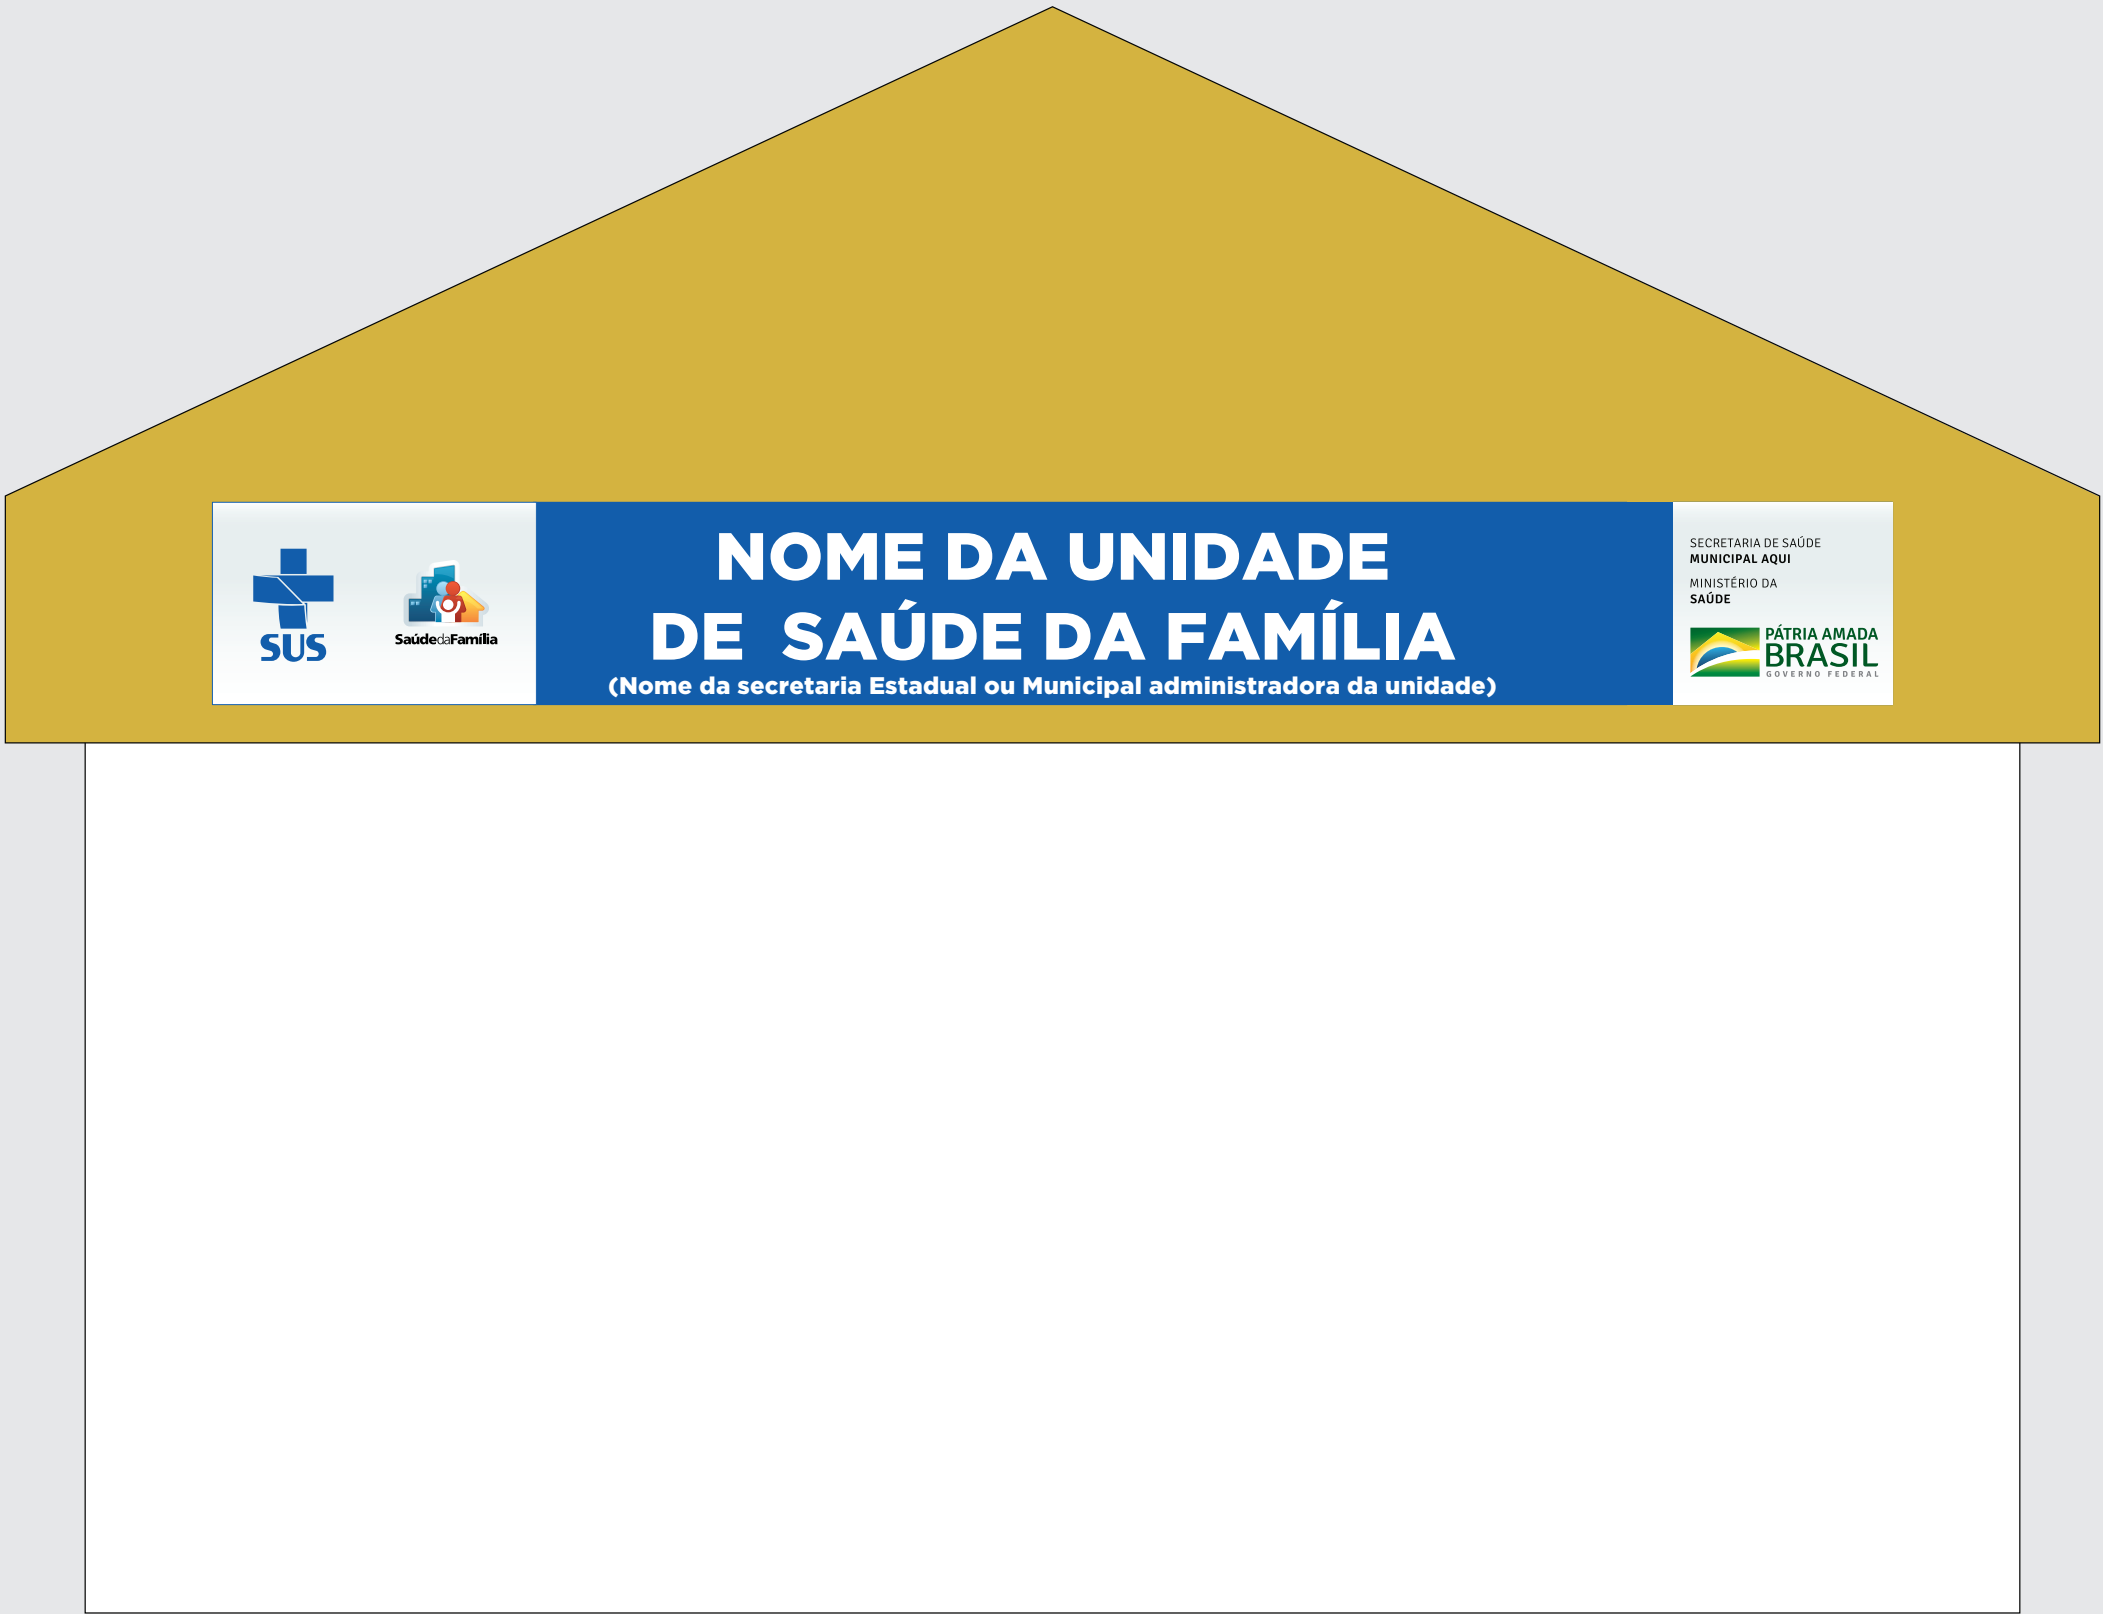 SUS
SaúdedaFamília
NOME DA UNIDADE
DE SAÚDE DA FAMÍLIA
(Nome da secretaria Estadual ou Municipal administradora da unidade)
SECRETARIA DE SAÚDE
MUNICIPAL AQUI
MINISTÉRIO DA
SAÚDE
PÁTRIA AMADA
BRASIL
GOVERNO FEDERAL